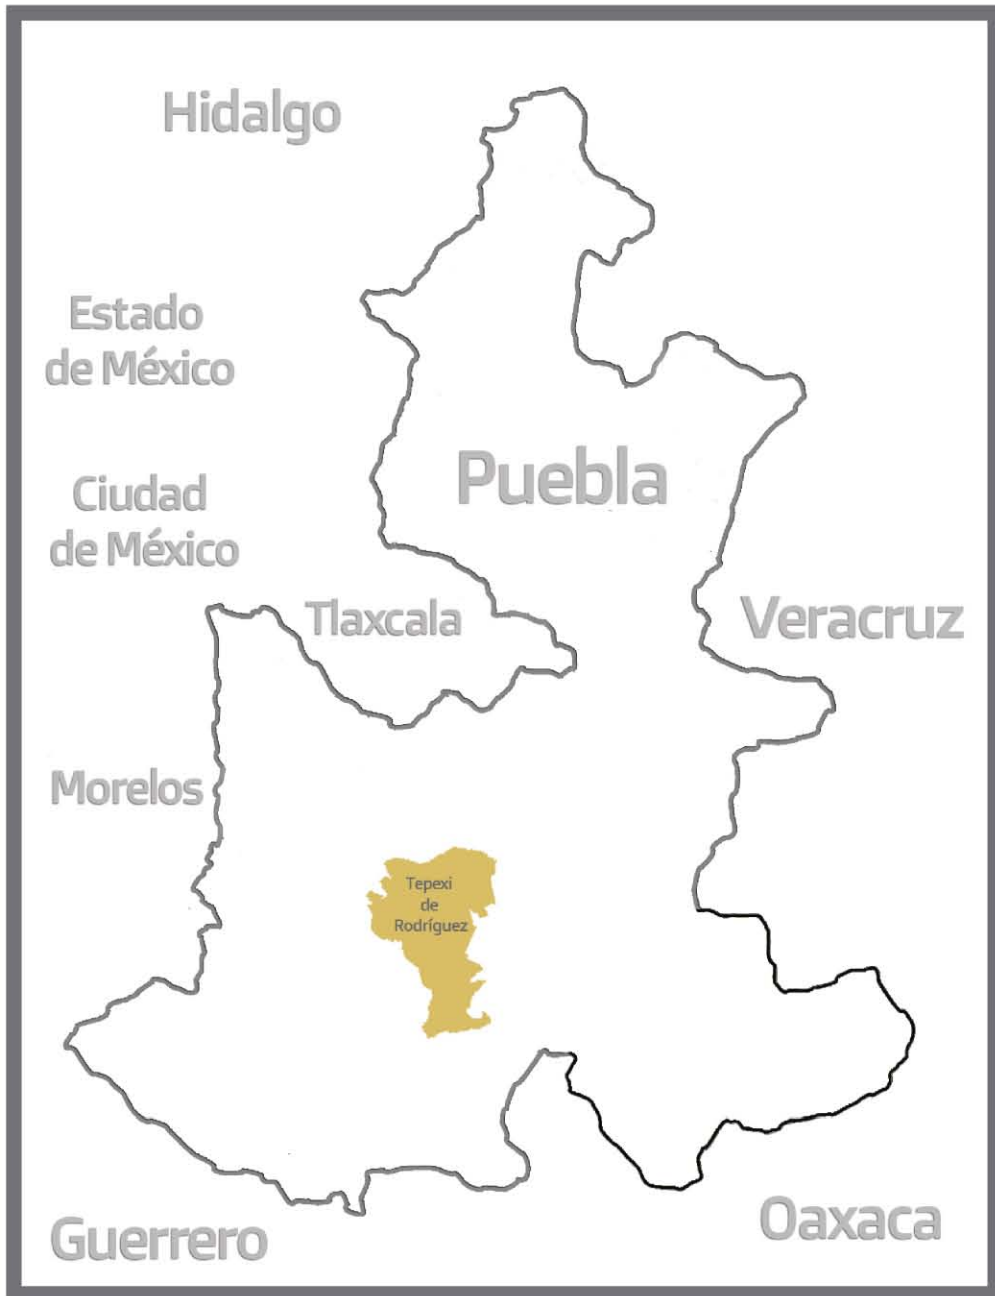 Hidalgo
Estado
de México
Puebla
Ciudad
de México
Tlaxcala
Veracruz
Morelos
Tepexi
de
Rodríguez
Guerrero
Oaxaca